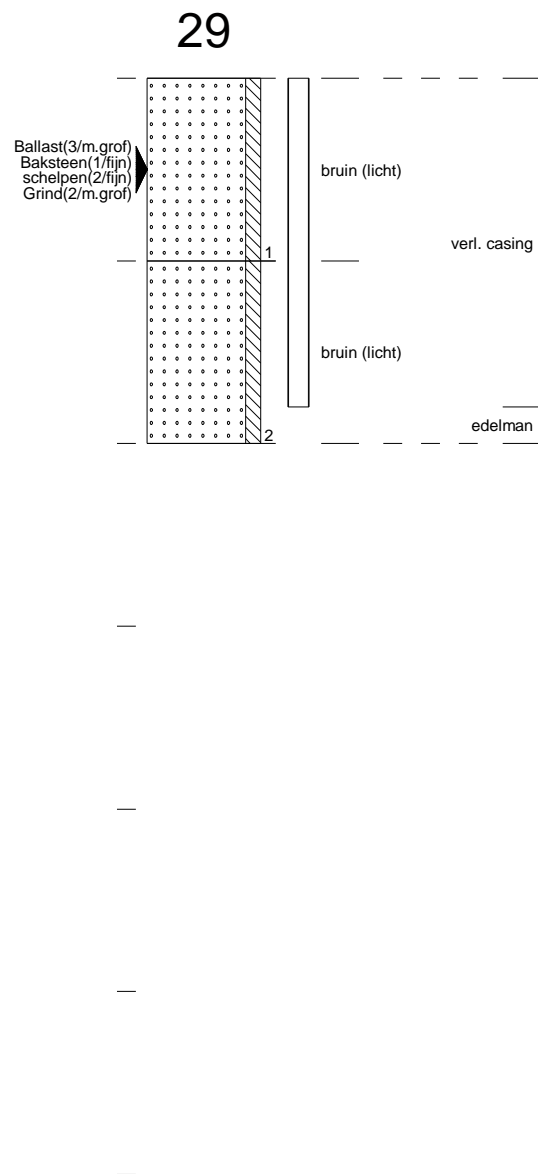 29
Ballast(3/m.grof)
Baksteen(1/fijn)
schelpen(2/fijn)
Grind(2/m.grof)
bruin (licht)
verl. casing
1
bruin (licht)
edelman
2